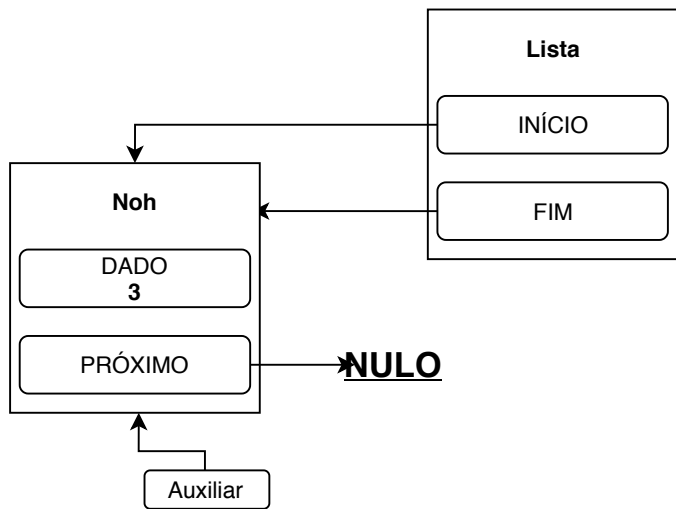 Lista
INÍCIO
FIM
Noh
DADO
3
PRÓXIMO
NULO
Auxiliar